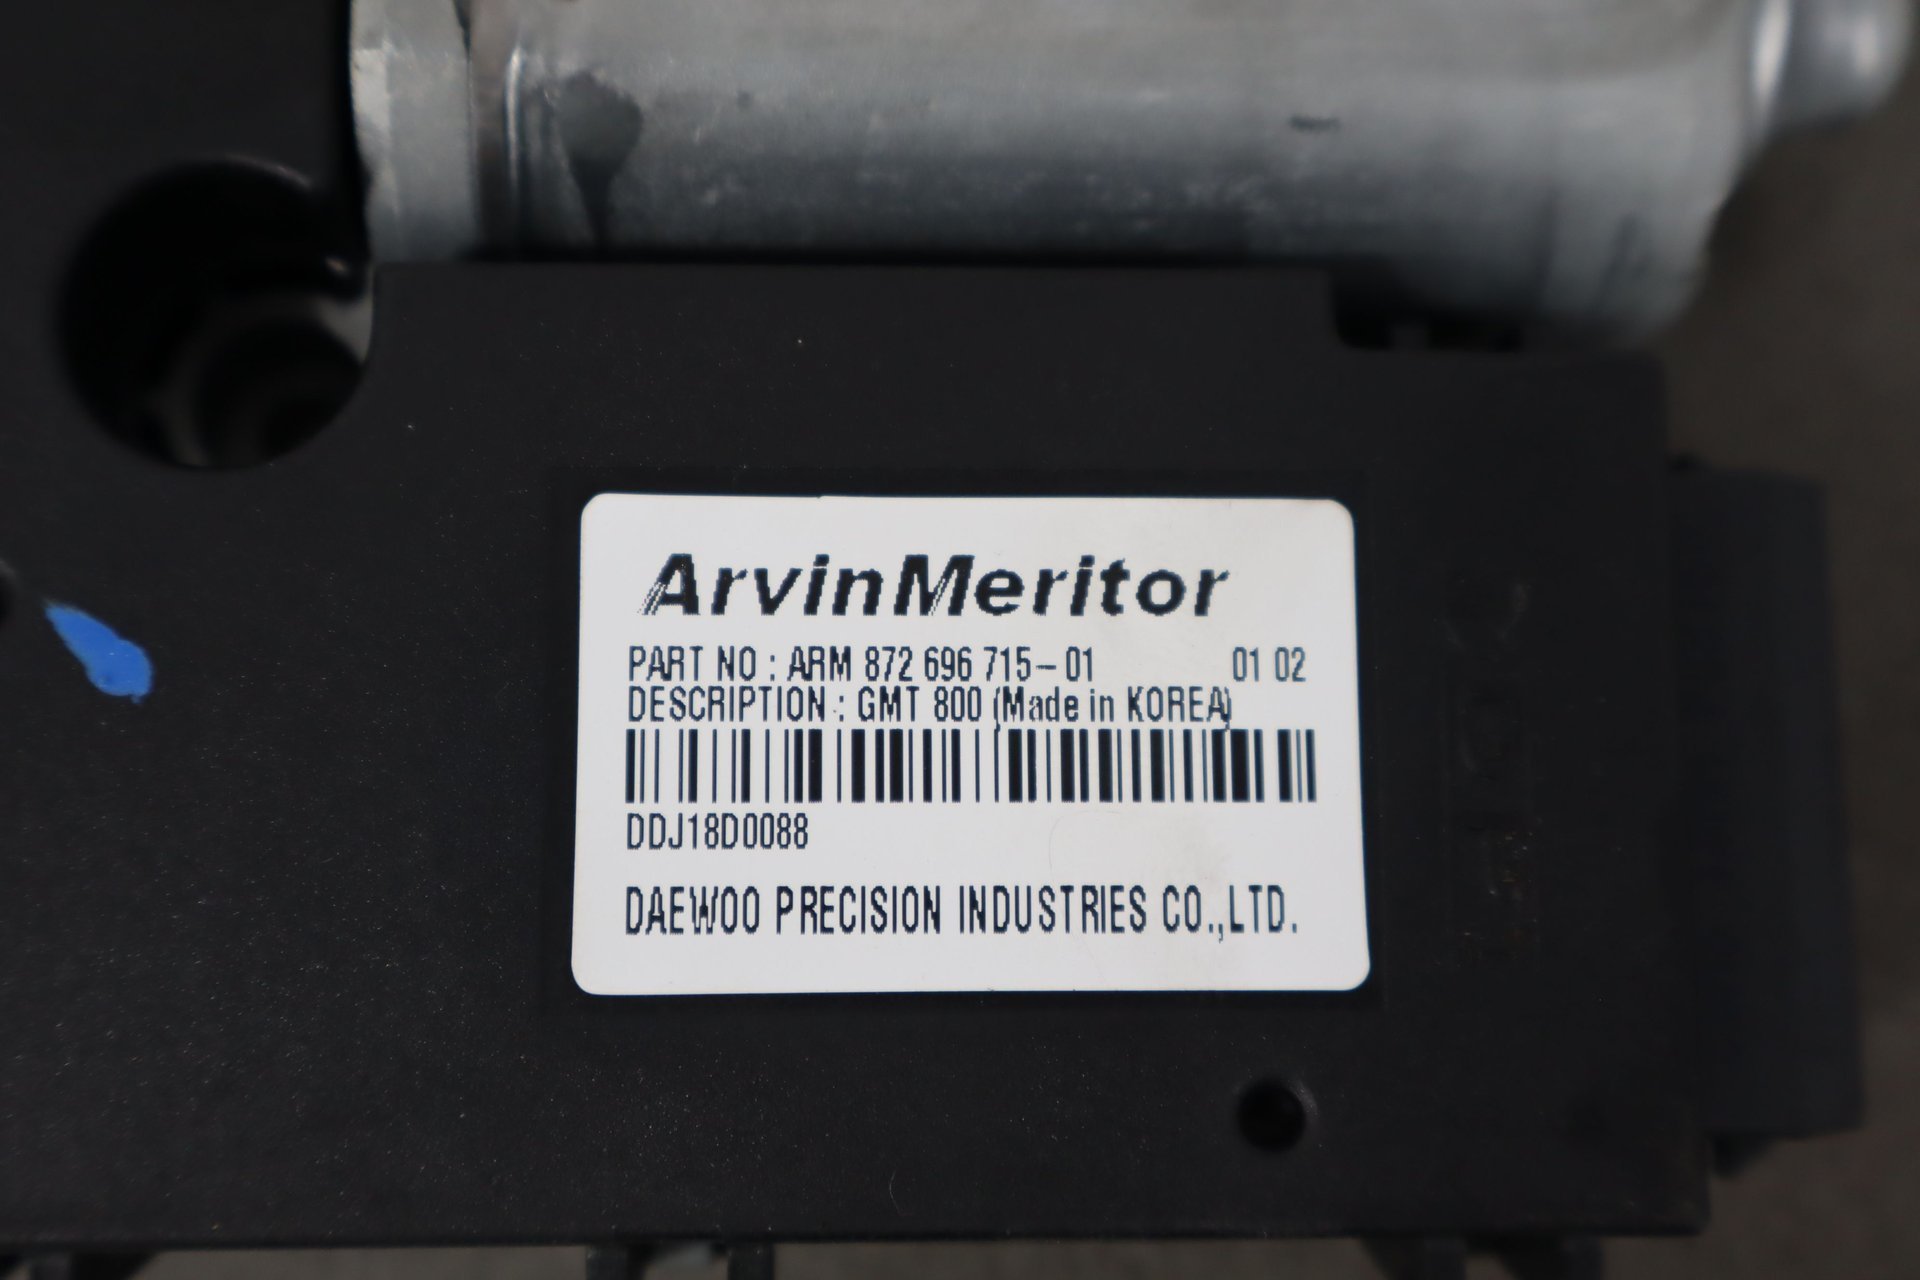 ArvinMeritor
PART NO : ARM 872 696 715-01 01 02
DESCRIPTION : GMT 800 (Made in KOREA)
DDJ18D0088
DAEWOO PRECISION INDUSTRIES CO.,LTD.